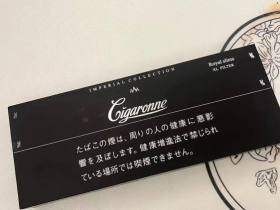 IMPERIAL COLLECTION
Royal slims
XL FILTER
Cigaronne
たばこの煙は、周りの人の健康に悪影
響を及ぼします。健康増進法で禁じられ
ている場所では喫煙できません。